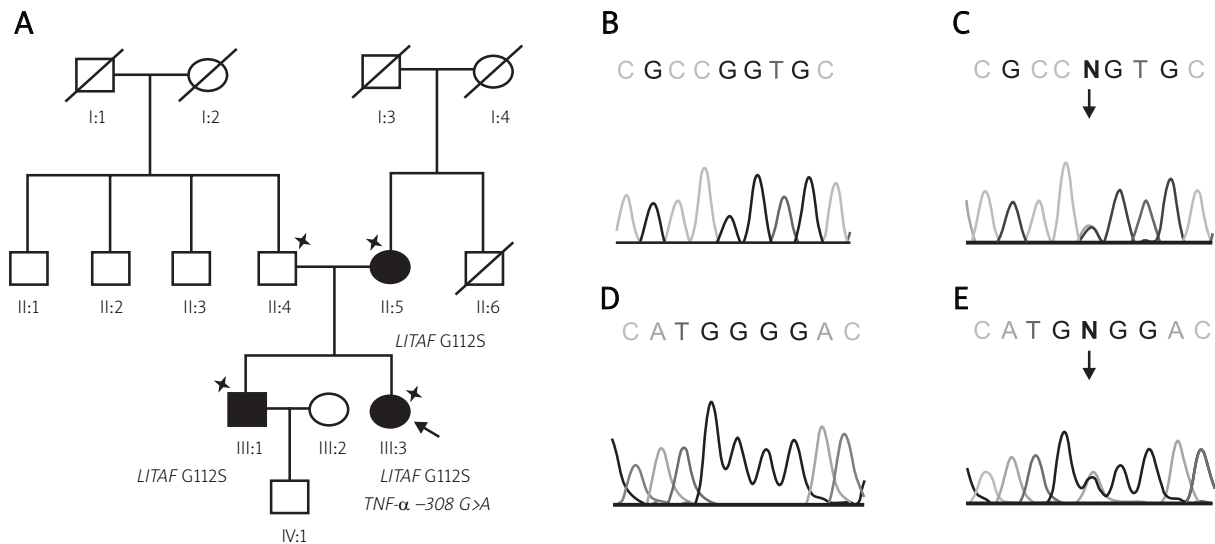 A
I:1
I:2
I:3
I:4
II:1
II:2
II:3
II:4
II:5
II:6
LITAF G112S
III:1
III:2
III:3
LITAF G112S
LITAF G112S
TNF-α –308 G>A
IV:1
B
C G C C G G T G C
C
C G C C N G T G C
D
C A T G G G G A C
E
C A T G N G G A C